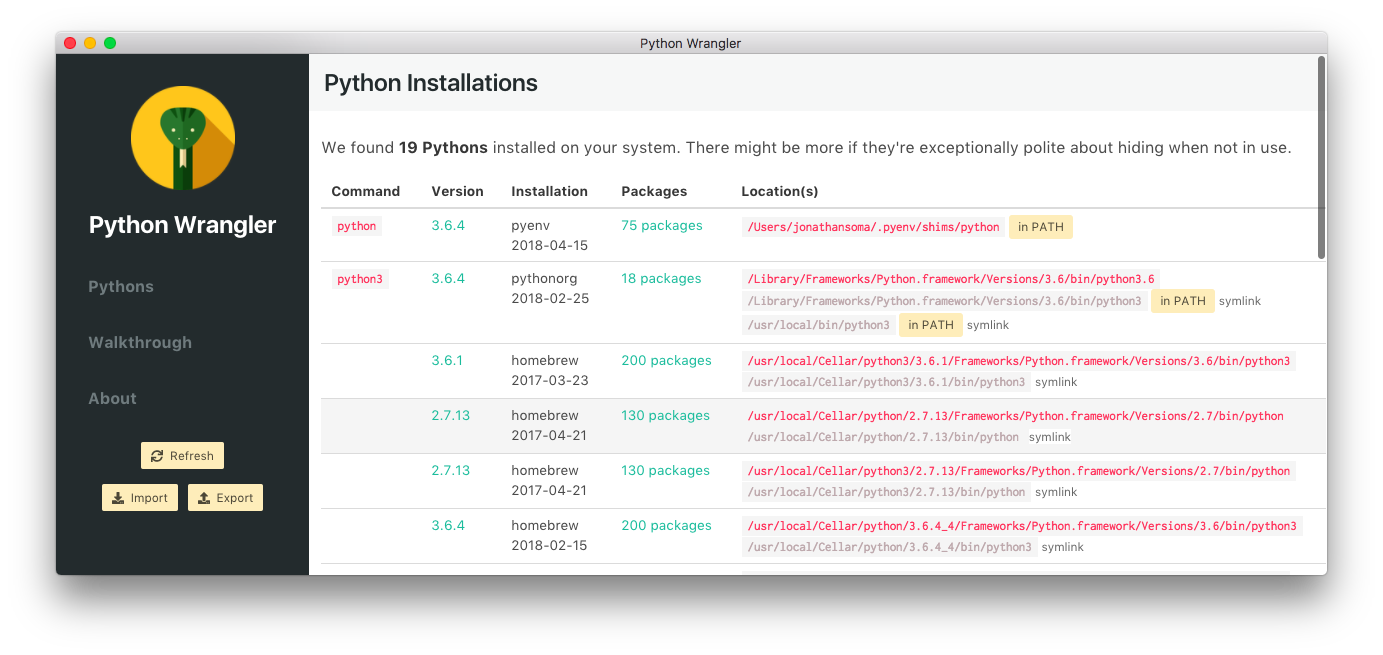 Python Wrangler
Python Wrangler
Pythons
Walkthrough
About
Refresh
Import Export
Python Installations
We found 19 Pythons installed on your system. There might be more if they're exceptionally polite about hiding when not in use.
Command Version Installation Packages Location(s)
python 3.6.4 pyenv 75 packages /Users/jonathansoma/.pyenv/shims/python in PATH
2018-04-15
python3 3.6.4 pythonorg 18 packages /Library/Frameworks/Python.framework/Versions/3.6/bin/python3.6
2018-02-25 /Library/Frameworks/Python.framework/Versions/3.6/bin/python3 in PATH symlink
/usr/local/bin/python3 in PATH symlink
3.6.1 homebrew 200 packages /usr/local/Cellar/python3/3.6.1/Frameworks/Python.framework/Versions/3.6/bin/python3
2017-03-23 /usr/local/Cellar/python3/3.6.1/bin/python3 symlink
2.7.13 homebrew 130 packages /usr/local/Cellar/python/2.7.13/Frameworks/Python.framework/Versions/2.7/bin/python
2017-04-21 /usr/local/Cellar/python/2.7.13/bin/python symlink
2.7.13 homebrew 130 packages /usr/local/Cellar/python3/2.7.13/Frameworks/Python.framework/Versions/2.7/bin/python
2017-04-21 /usr/local/Cellar/python3/2.7.13/bin/python symlink
3.6.4 homebrew 200 packages /usr/local/Cellar/python/3.6.4_4/Frameworks/Python.framework/Versions/3.6/bin/python3
2018-02-15 /usr/local/Cellar/python/3.6.4_4/bin/python3 symlink